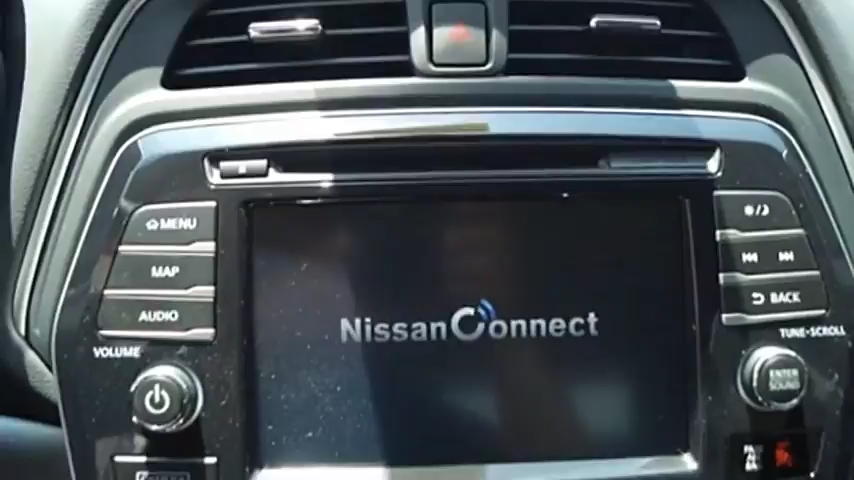 MENU
MAP
AUDIO
VOLUME
NissanConnect
BACK
TUNE·SCROLL
ENTER
SOUND